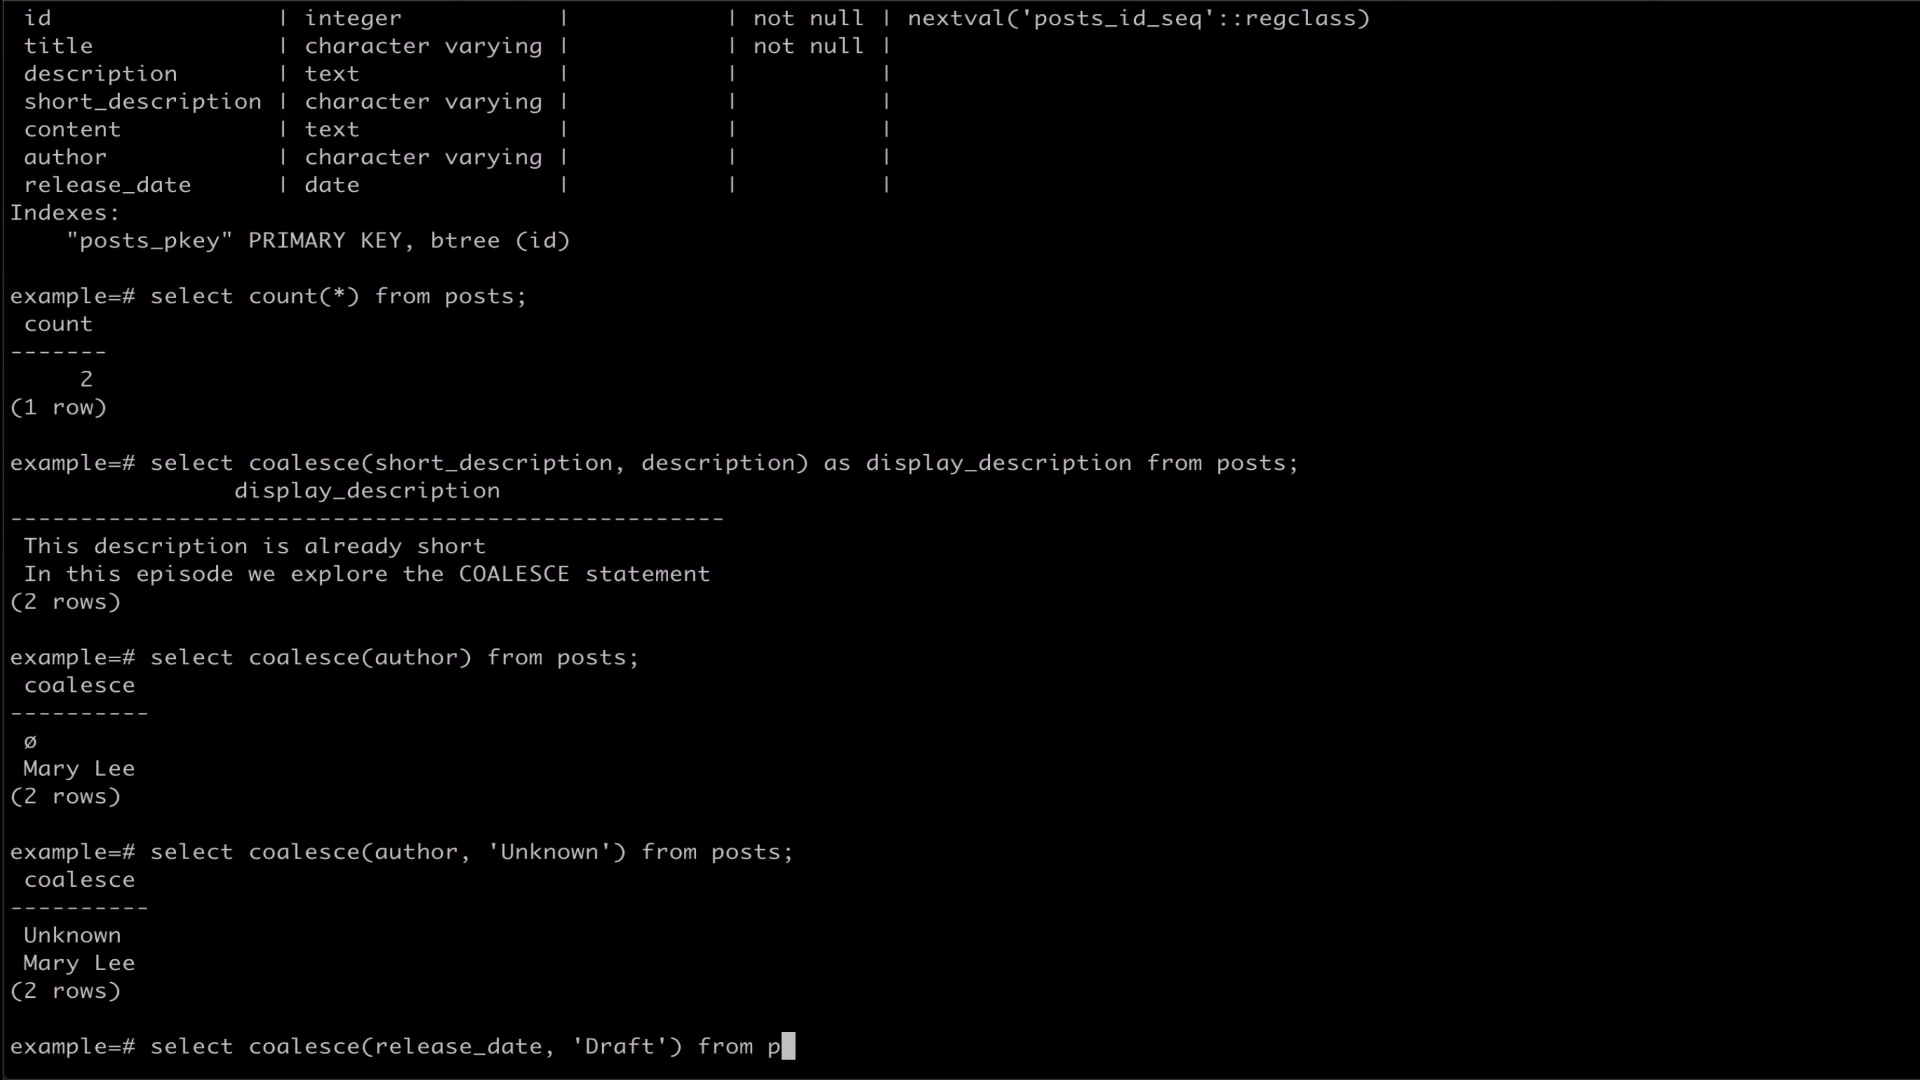 id               | integer           |           | not null | nextval('posts_id_seq'::regclass)
title            | character varying |           | not null |
description      | text              |           |          |
short_description | character varying |           |          |
content          | text              |           |          |
author           | character varying |           |          |
release_date     | date              |           |          |
Indexes:
"posts_pkey" PRIMARY KEY, btree (id)
example=# select count(*) from posts;
count
-------
2
(1 row)
example=# select coalesce(short_description, description) as display_description from posts;
display_description
---------------------------------------------------
This description is already short
In this episode we explore the COALESCE statement
(2 rows)
example=# select coalesce(author) from posts;
coalesce
----------
ø
Mary Lee
(2 rows)
example=# select coalesce(author, 'Unknown') from posts;
coalesce
----------
Unknown
Mary Lee
(2 rows)
example=# select coalesce(release_date, 'Draft') from p